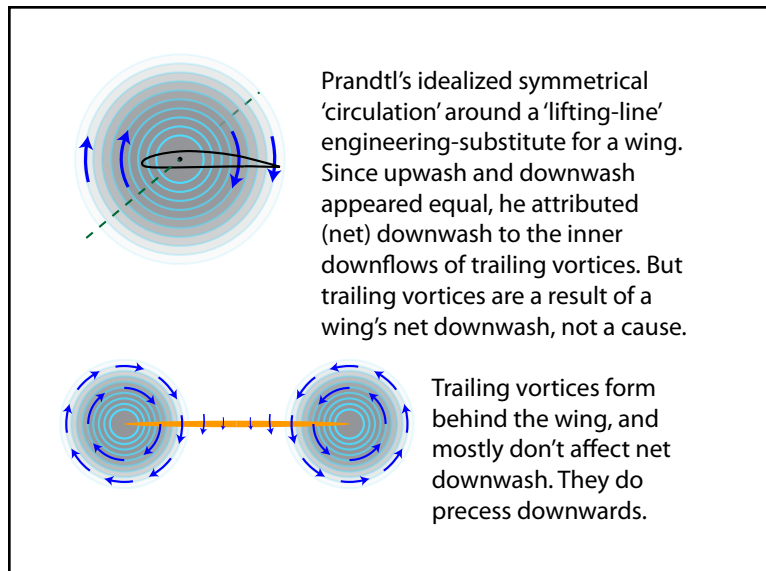 Prandtl's idealized symmetrical
'circulation' around a 'lifting-line'
engineering-substitute for a wing.
Since upwash and downwash
appeared equal, he attributed
(net) downwash to the inner
downflows of trailing vortices. But
trailing vortices are a result of a
wing's net downwash, not a cause.
Trailing vortices form
behind the wing, and
mostly don't affect net
downwash. They do
precess downwards.